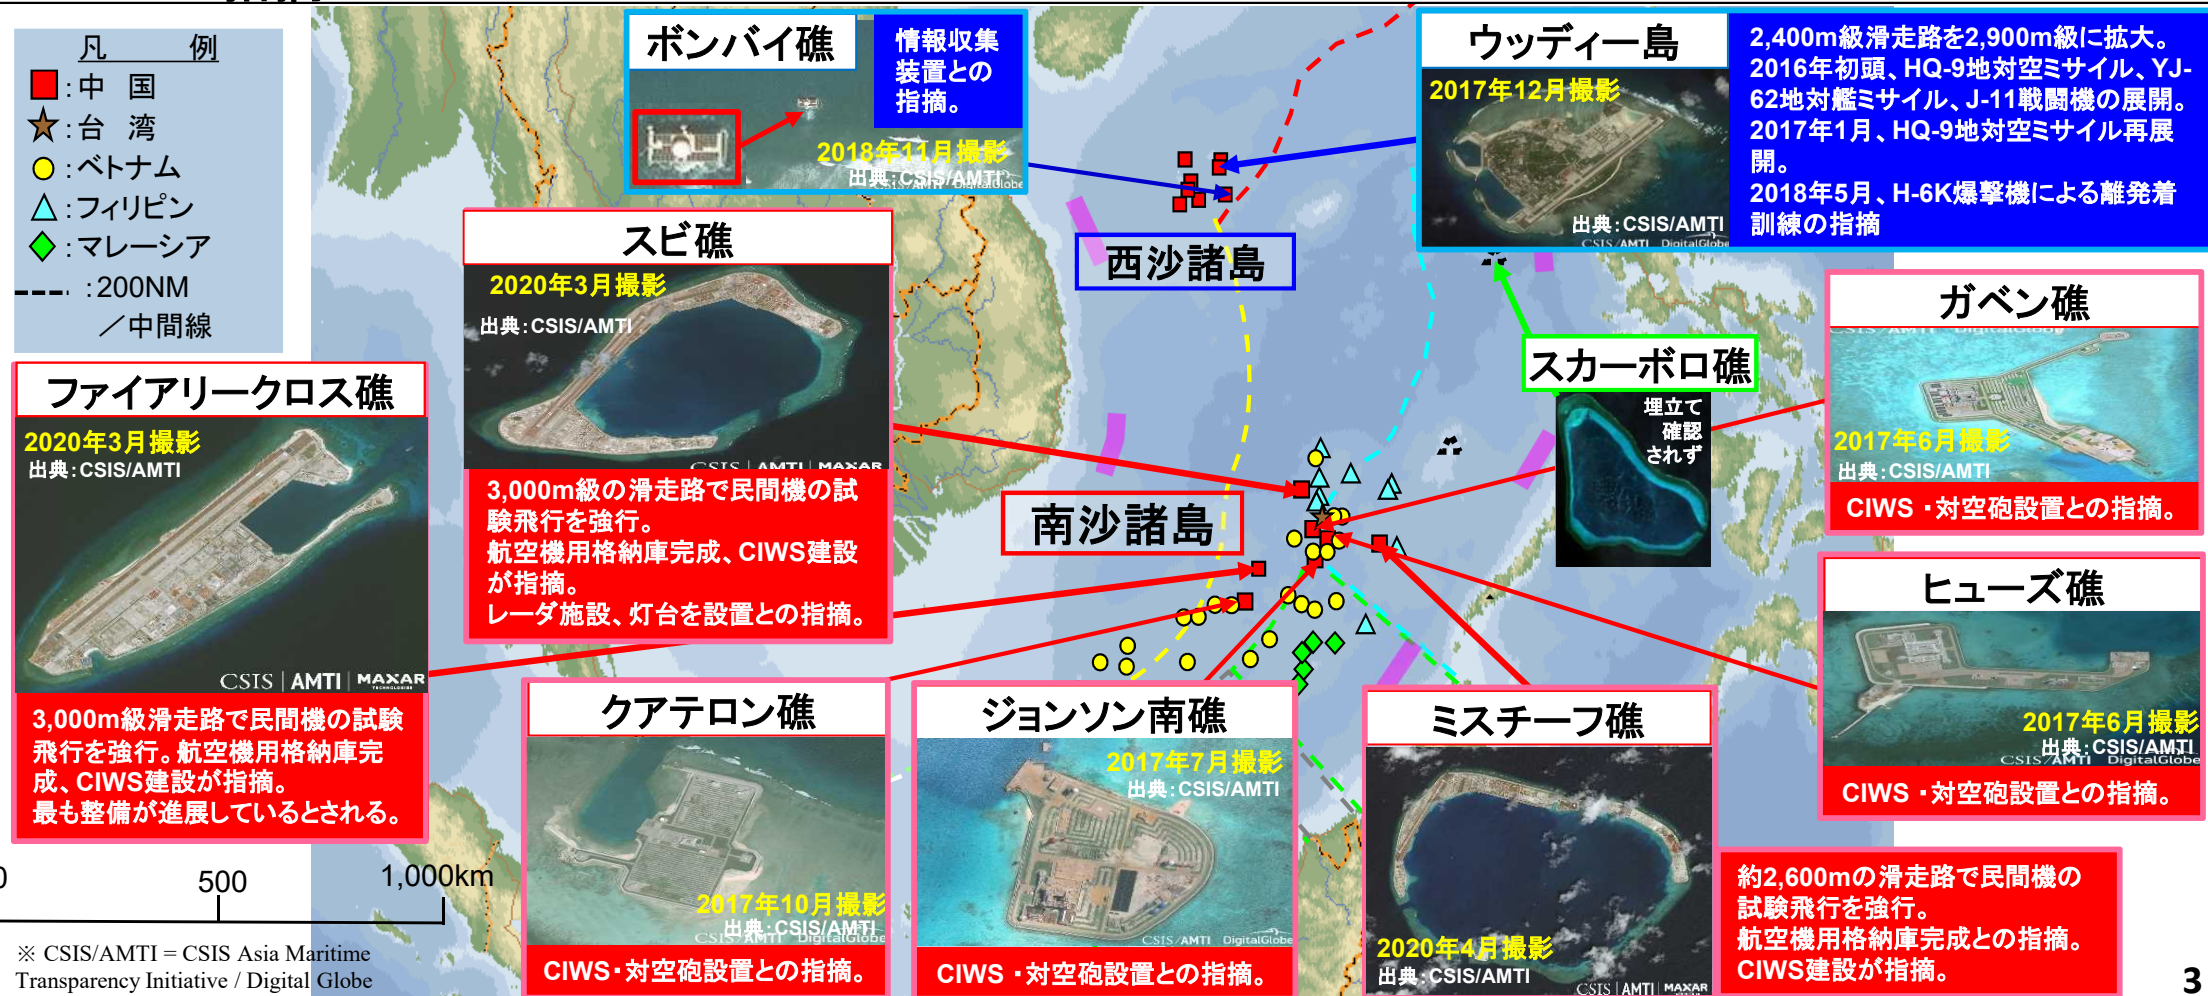 凡　例
:中　国
:台　湾
:ベトナム
:フィリピン
:マレーシア
:200NM
／中間線
ボンバイ礁
情報収集
装置との
指摘。
2018年11月撮影
出典:CSIS/AMTI
CSIS/AMTI DigitalGlobe
ウッディー島
2017年12月撮影
出典:CSIS/AMTI
CSIS/AMTI DigitalGlobe
2,400m級滑走路を2,900m級に拡大。
2016年初頭、HQ-9地対空ミサイル、YJ-
62地対艦ミサイル、J-11戦闘機の展開。
2017年1月、HQ-9地対空ミサイル再展
開。
2018年5月、H-6K爆撃機による離発着
訓練の指摘
西沙諸島
スビ礁
2020年3月撮影
出典:CSIS/AMTI
CSIS | AMTI | MAXAR
3,000m級の滑走路で民間機の試
験飛行を強行。
航空機用格納庫完成、CIWS建設
が指摘。
レーダ施設、灯台を設置との指摘。
スカーボロ礁
埋立て
確認
されず
ガベン礁
CSIS/AMTI DigitalGlobe
2017年6月撮影
出典:CSIS/AMTI
CIWS・対空砲設置との指摘。
ファイアリークロス礁
2020年3月撮影
出典:CSIS/AMTI
CSIS | AMTI | MAXAR
TECHNOLOGIES
3,000m級滑走路で民間機の試験
飛行を強行。航空機用格納庫完
成、CIWS建設が指摘。
最も整備が進展しているとされる。
南沙諸島
ヒューズ礁
2017年6月撮影
出典:CSIS/AMTI
CSIS/AMTI DigitalGlobe
CIWS・対空砲設置との指摘。
クアテロン礁
2017年10月撮影
出典:CSIS/AMTI
CSIS/AMTI DigitalGlobe
CIWS・対空砲設置との指摘。
ジョンソン南礁
2017年7月撮影
出典:CSIS/AMTI
CSIS/AMTI DigitalGlobe
CIWS・対空砲設置との指摘。
ミスチーフ礁
2020年4月撮影
出典:CSIS/AMTI
CSIS | AMTI | MAXAR
約2,600mの滑走路で民間機の
試験飛行を強行。
航空機用格納庫完成との指摘。
CIWS建設が指摘。
0 500 1,000km
※ CSIS/AMTI = CSIS Asia Maritime
Transparency Initiative / Digital Globe
3